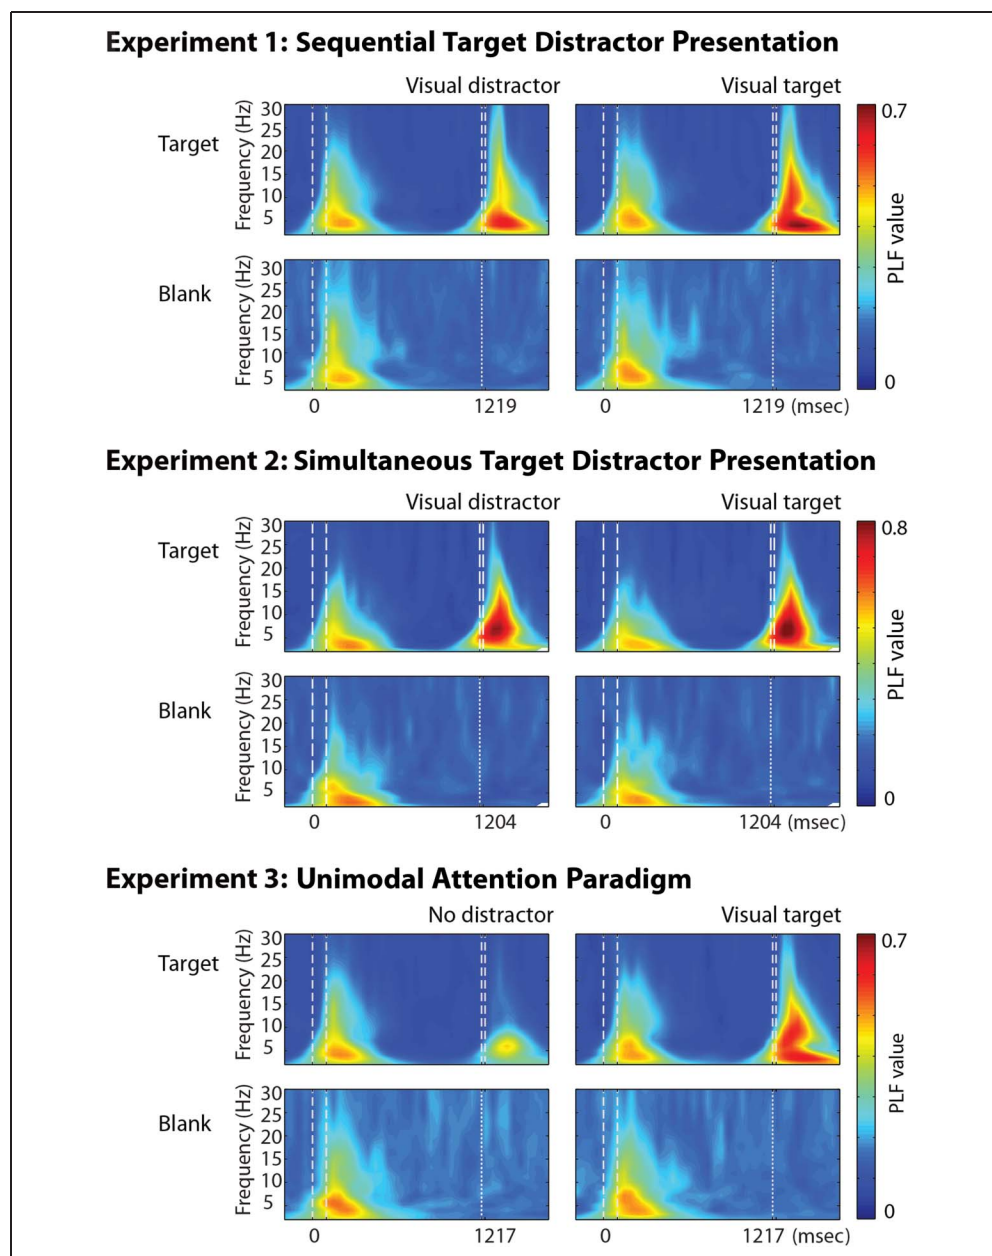 Experiment 1: Sequential Target Distractor Presentation
Visual distractor Visual target
Target
Frequency (Hz)
30
25
20
15
10
5
0.7
PLF value
0
Blank
Frequency (Hz)
30
25
20
15
10
5
0 1219 0 1219 (msec)
Experiment 2: Simultaneous Target Distractor Presentation
Visual distractor Visual target
Target
Frequency (Hz)
30
25
20
15
10
5
0.8
PLF value
0
Blank
Frequency (Hz)
30
25
20
15
10
5
0 1204 0 1204 (msec)
Experiment 3: Unimodal Attention Paradigm
No distractor Visual target
Target
Frequency (Hz)
30
25
20
15
10
5
0.7
PLF value
0
Blank
Frequency (Hz)
30
25
20
15
10
5
0 1217 0 1217 (msec)